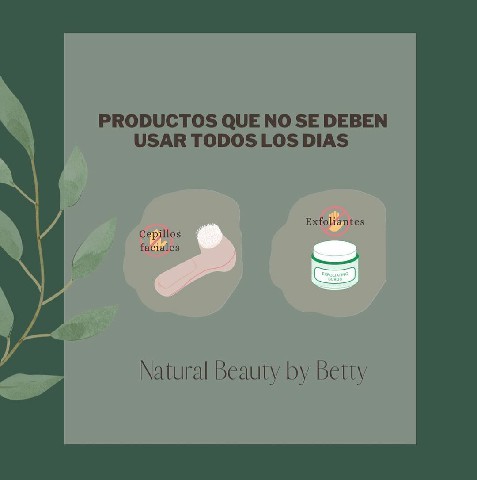 PRODUCTOS QUE NO SE DEBEN
USAR TODOS LOS DIAS
Cepillos
faciales
Exfoliantes
Natural Beauty by Betty